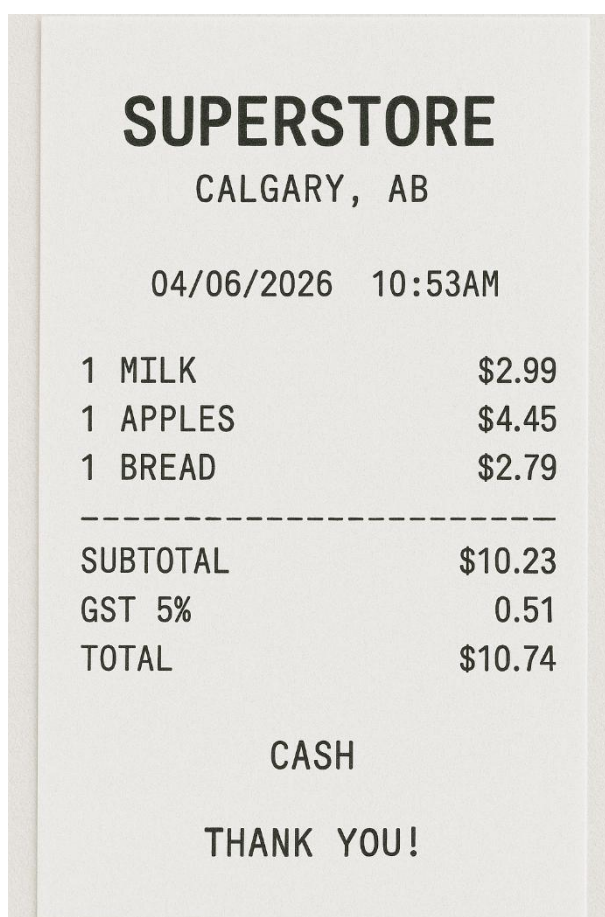 SUPERSTORE
CALGARY, AB
04/06/2026 10:53AM
1 MILK $2.99
1 APPLES $4.45
1 BREAD $2.79
------------------------
SUBTOTAL $10.23
GST 5% 0.51
TOTAL $10.74
CASH
THANK YOU!